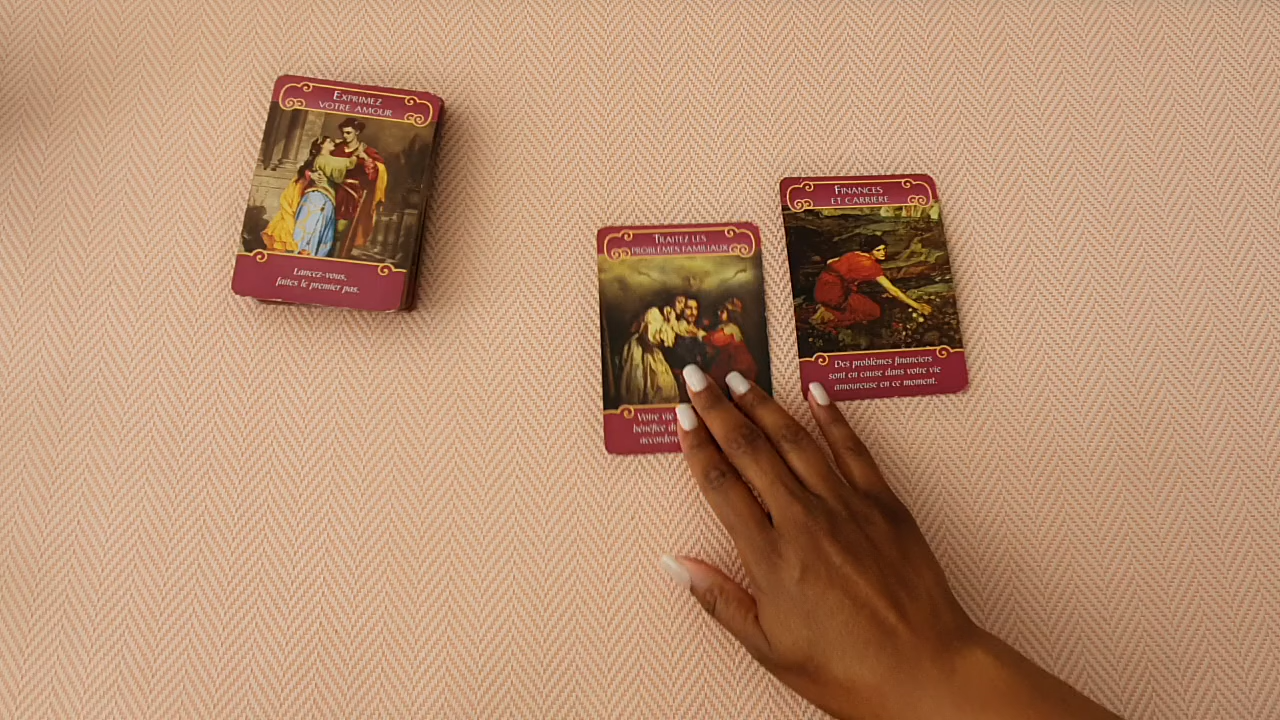 EXPRIMEZ
VOTRE AMOUR
Lancez-vous,
faites le premier pas.
TRAITEZ LES
PROBLÈMES FAMILIAUX
Votre vie
bénéfice
FINANCES
ET CARRIÈRE
Des problèmes financiers
sont en cause dans votre vie
amoureuse en ce moment.